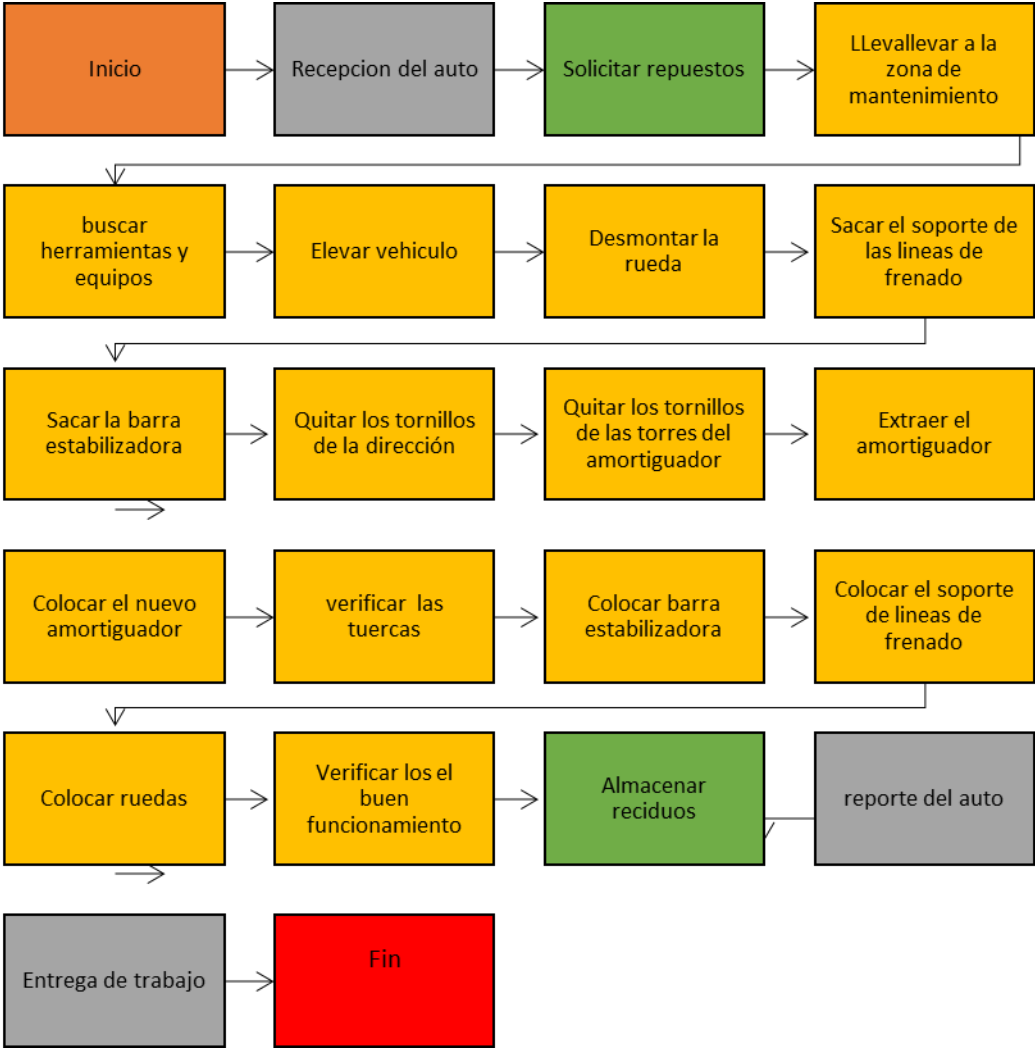 Inicio
Recepcion del auto
Solicitar repuestos
LLevallevar a la
zona de
mantenimiento
buscar
herramientas y
equipos
Elevar vehiculo
Desmontar la
rueda
Sacar el soporte de
las lineas de
frenado
Sacar la barra
estabilizadora
Quitar los tornillos
de la dirección
Quitar los tornillos
de las torres del
amortiguador
Extraer el
amortiguador
Colocar el nuevo
amortiguador
verificar las
tuercas
Colocar barra
estabilizadora
Colocar el soporte
de lineas de
frenado
Colocar ruedas
Verificar los el
buen
funcionamiento
Almacenar
reciduos
reporte del auto
Entrega de trabajo
Fin